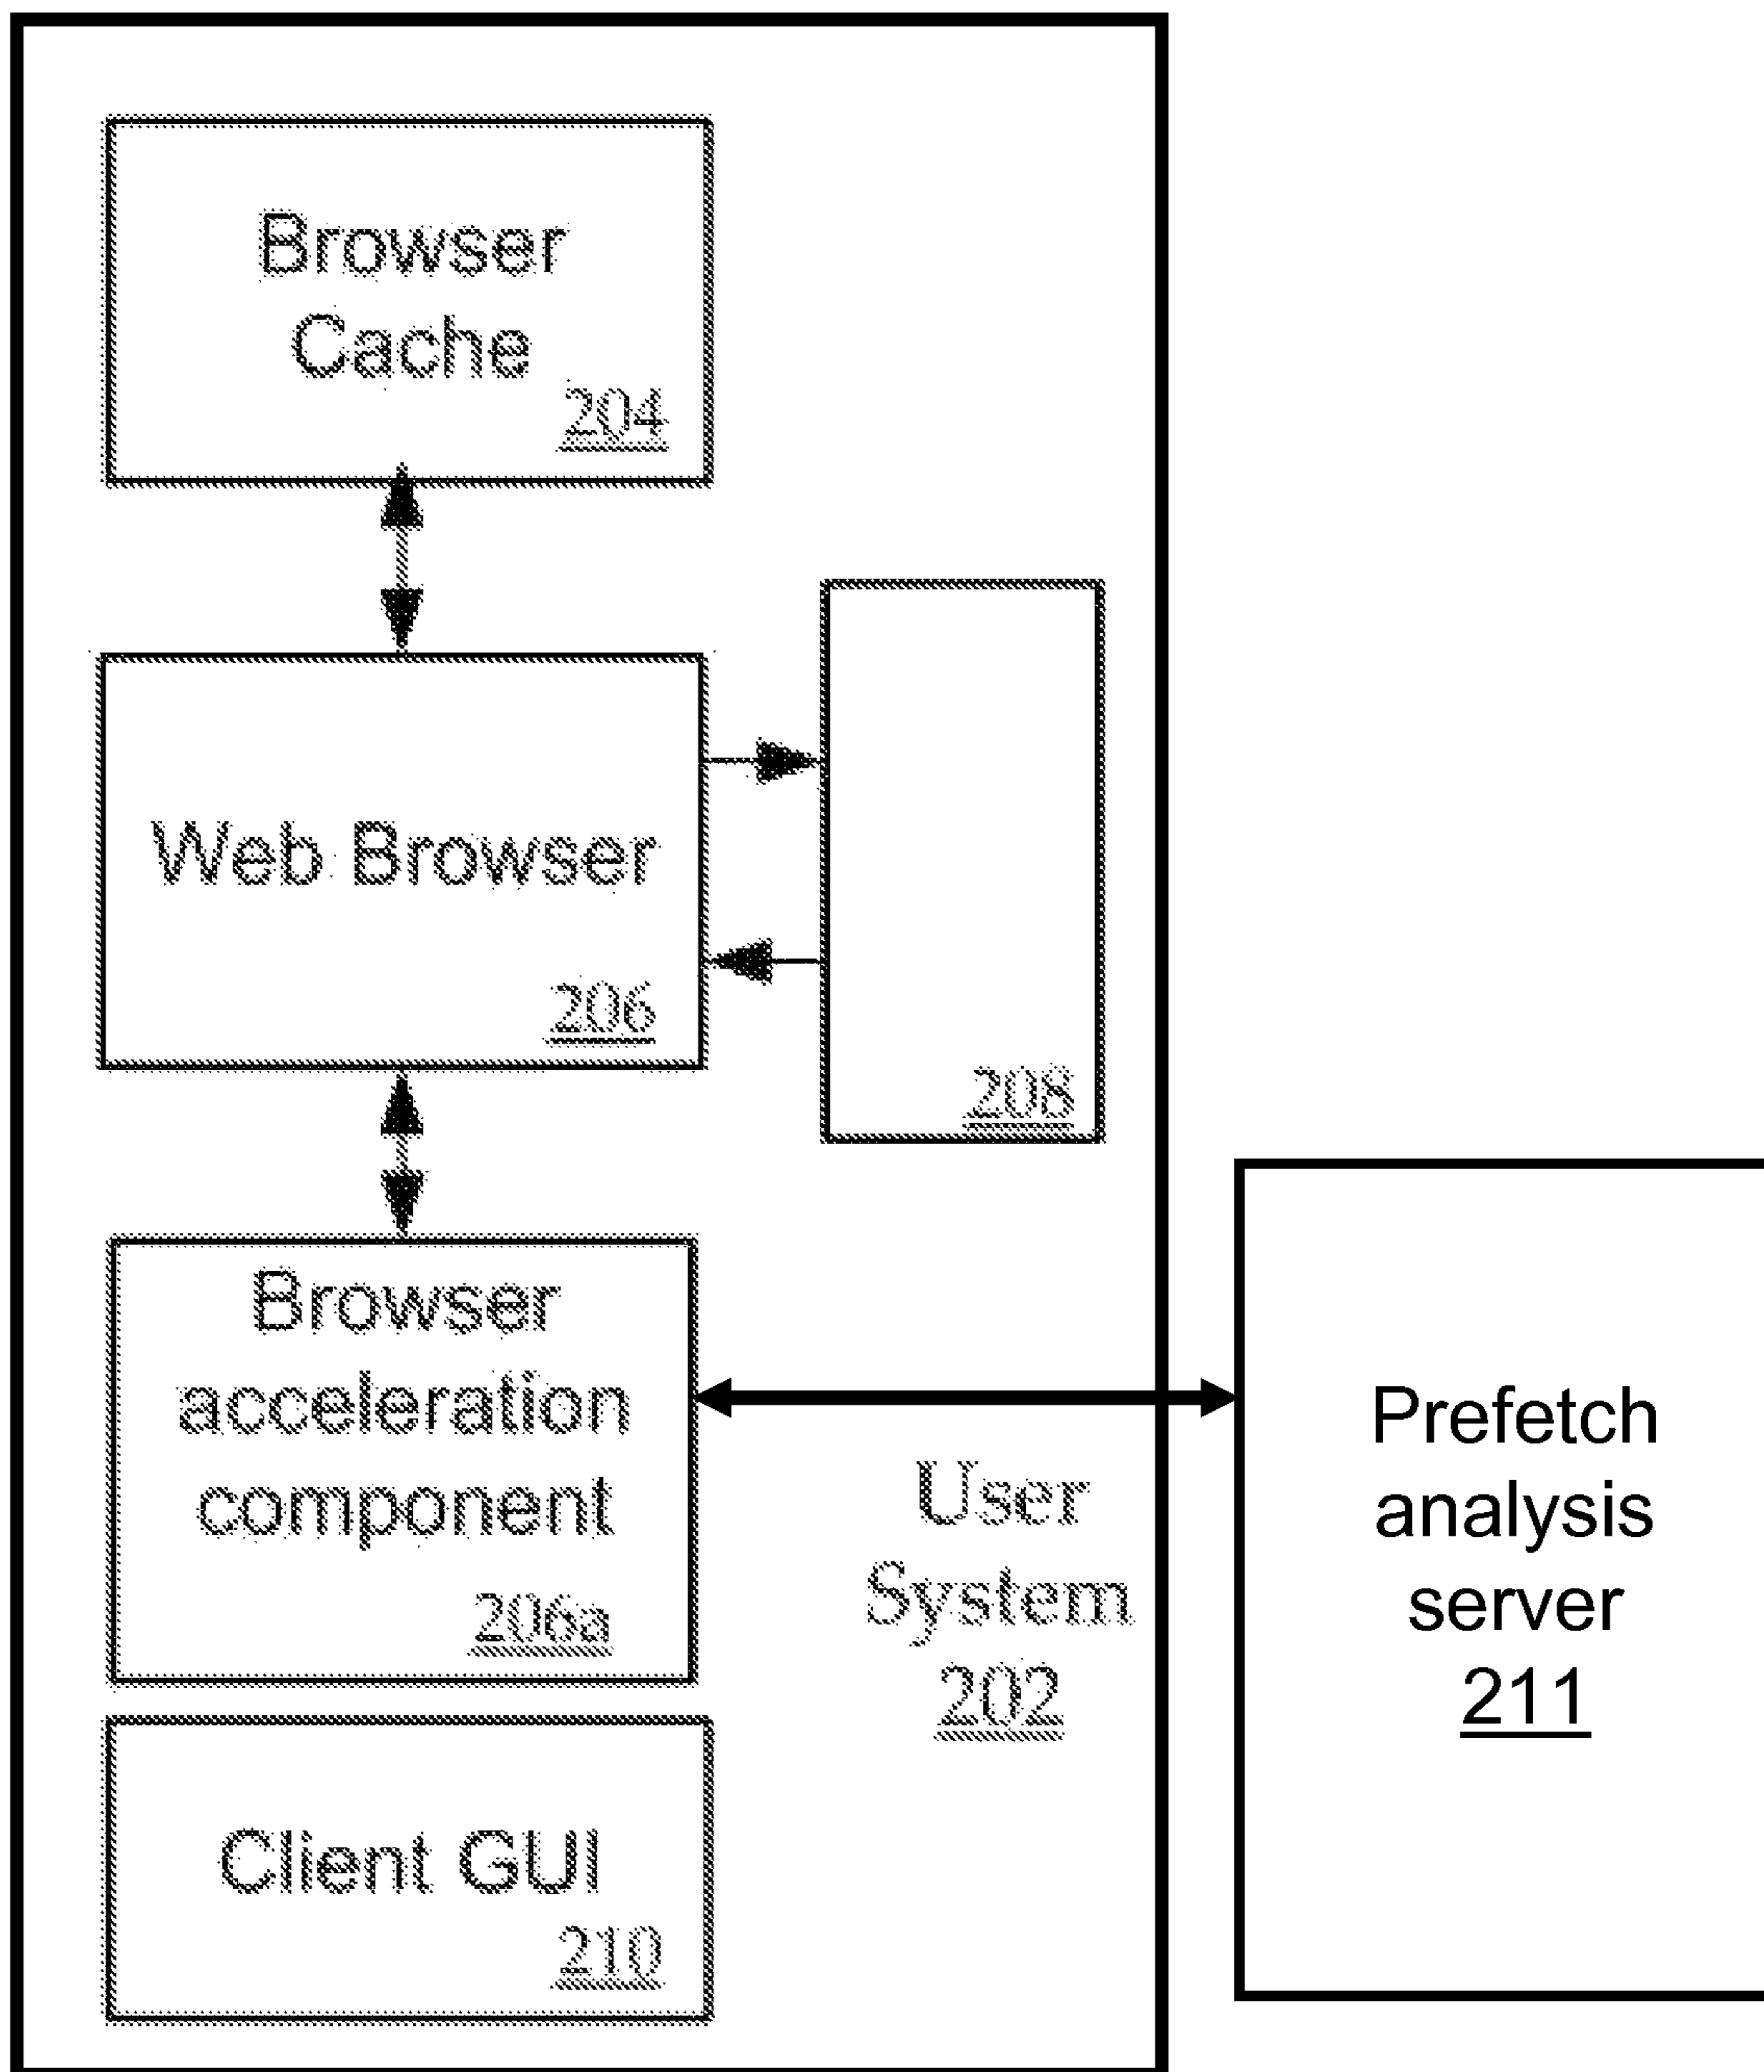 Browser
Cache
204
Web Browser
206
208
Browser
acceleration
component
206a
User
System
202
Prefetch
analysis
server
211
Client GUI
210